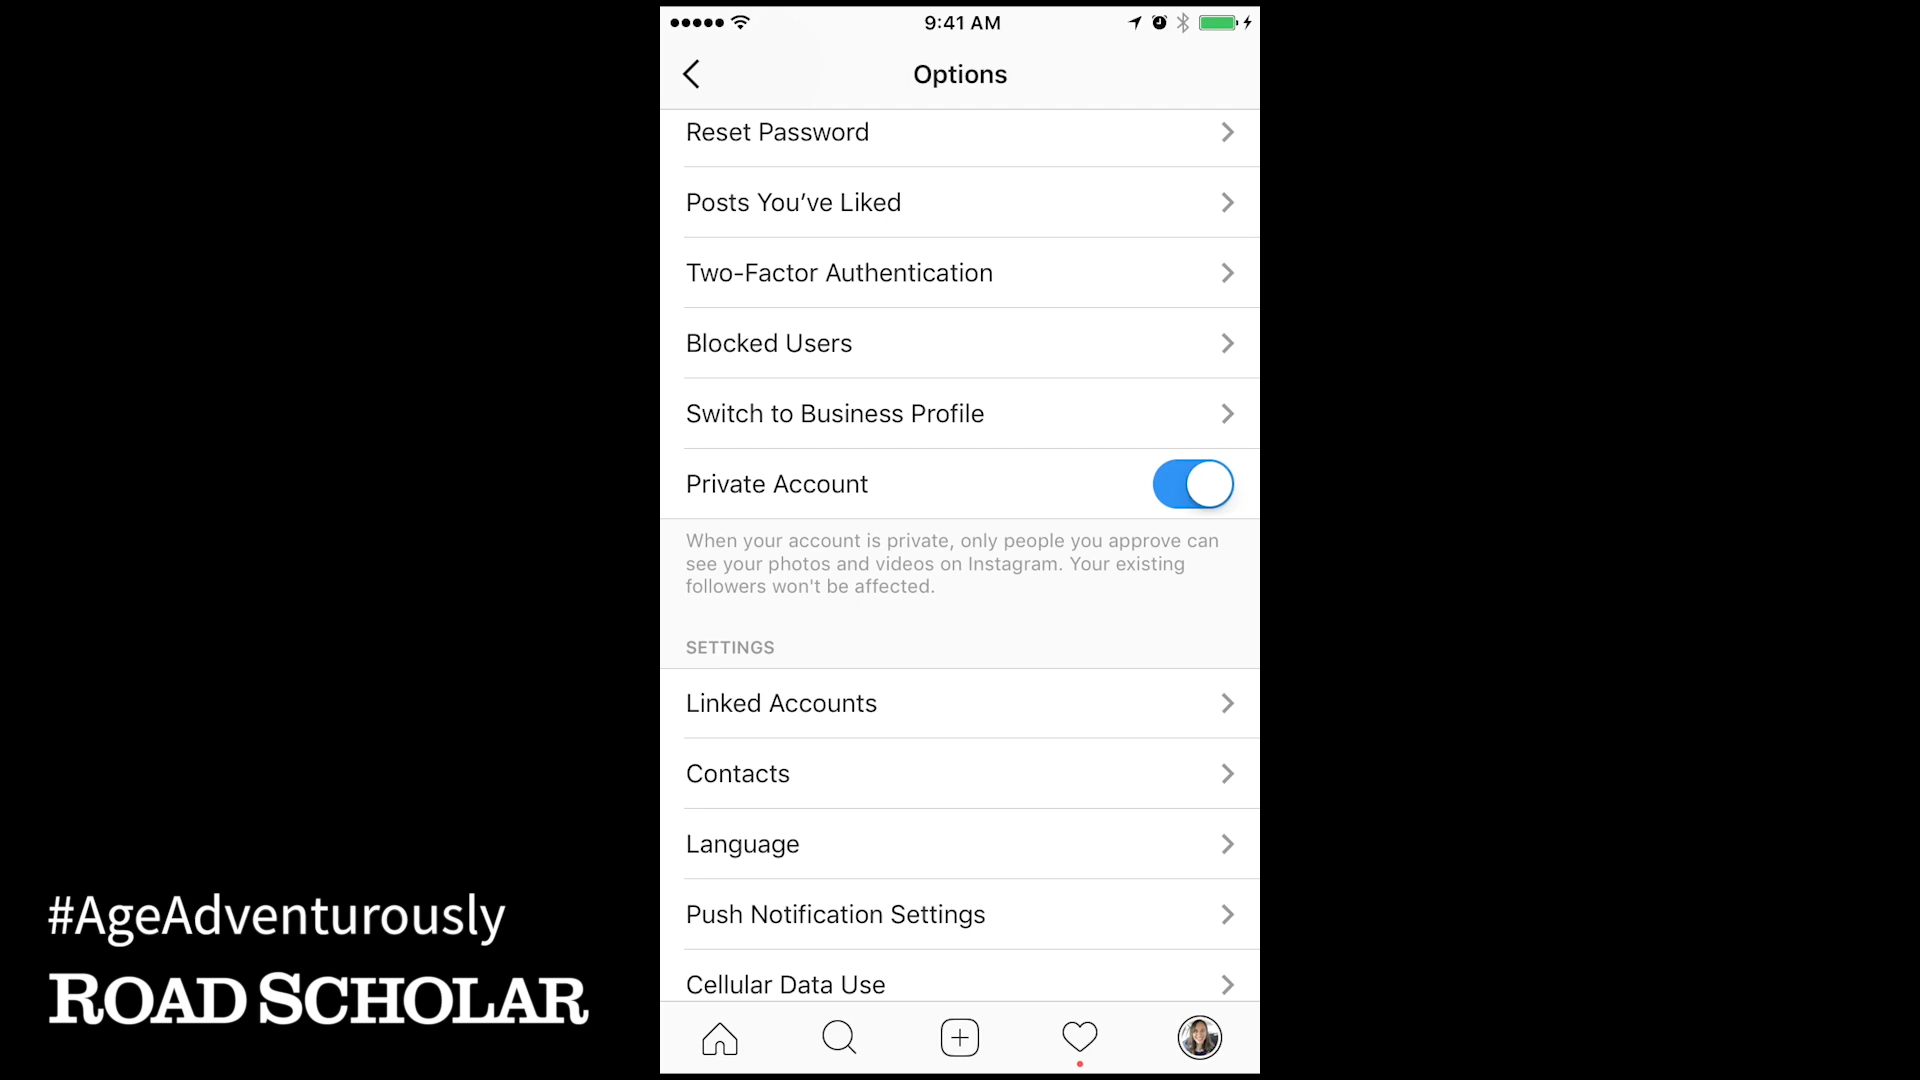 9:41 AM
Options
Reset Password
Posts You’ve Liked
Two-Factor Authentication
Blocked Users
Switch to Business Profile
Private Account
When your account is private, only people you approve can
see your photos and videos on Instagram. Your existing
followers won't be affected.
SETTINGS
Linked Accounts
Contacts
Language
Push Notification Settings
Cellular Data Use
#AgeAdventurously
ROAD SCHOLAR